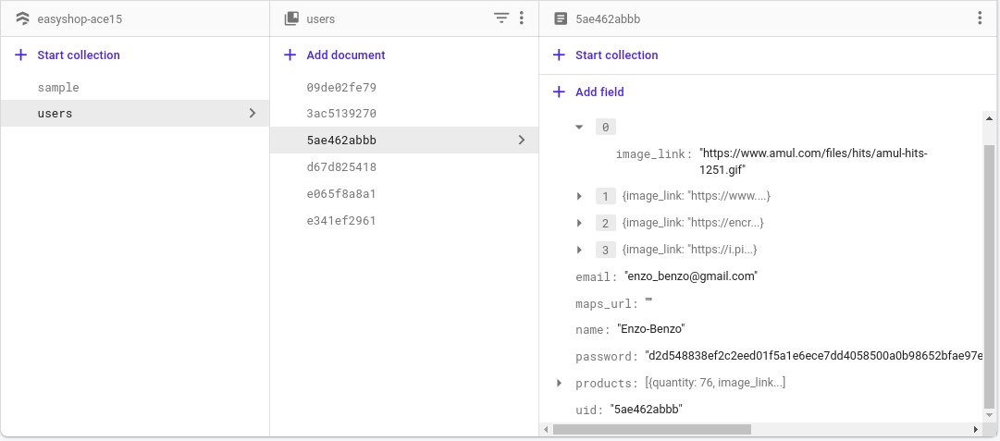 easyshop-ace15
Start collection
sample
users
users
Add document
09de02fe79
3ac5139270
5ae462abbb
d67d825418
e065f8a8a1
e341ef2961
5ae462abbb
Start collection
Add field
0
image_link: "https://www.amul.com/files/hits/amul-hits-
1251.gif"
1 {image_link: "https://www....}
2 {image_link: "https://encr...}
3 {image_link: "https://i.pi...}
email: "enzo_benzo@gmail.com"
maps_url: ""
name: "Enzo-Benzo"
password: "d2d548838ef2c2eed01f5a1e6ece7dd4058500a0b98652bfae97e
products: [{quantity: 76, image_link...]
uid: "5ae462abbb"